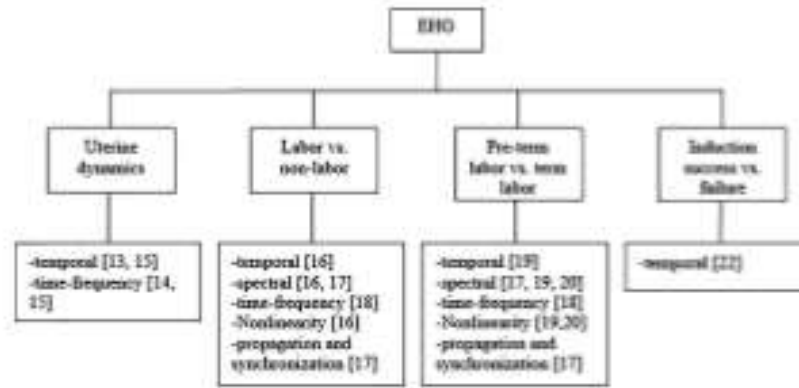 EHG
Uterine
dynamics
Labor vs.
non-labor
Pre-term
labor vs. term
labor
Induction
success vs.
failure
-temporal [13, 15]
-time-frequency [14,
15]
-temporal [16]
-spectral [16, 17]
-time-frequency [18]
-Nonlinearity [16]
-propagation and
synchronization [17]
-temporal [19]
-spectral [17, 19, 20]
-time-frequency [18]
-Nonlinearity [19,20]
-propagation and
synchronization [17]
-temporal [22]